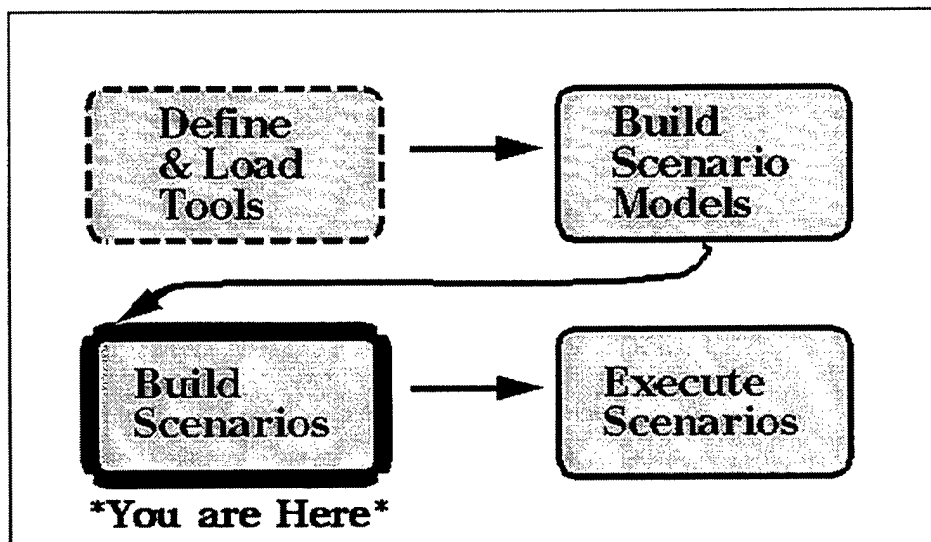 Define
& Load
Tools
Build
Scenario
Models
Build
Scenarios
*You are Here*
Execute
Scenarios